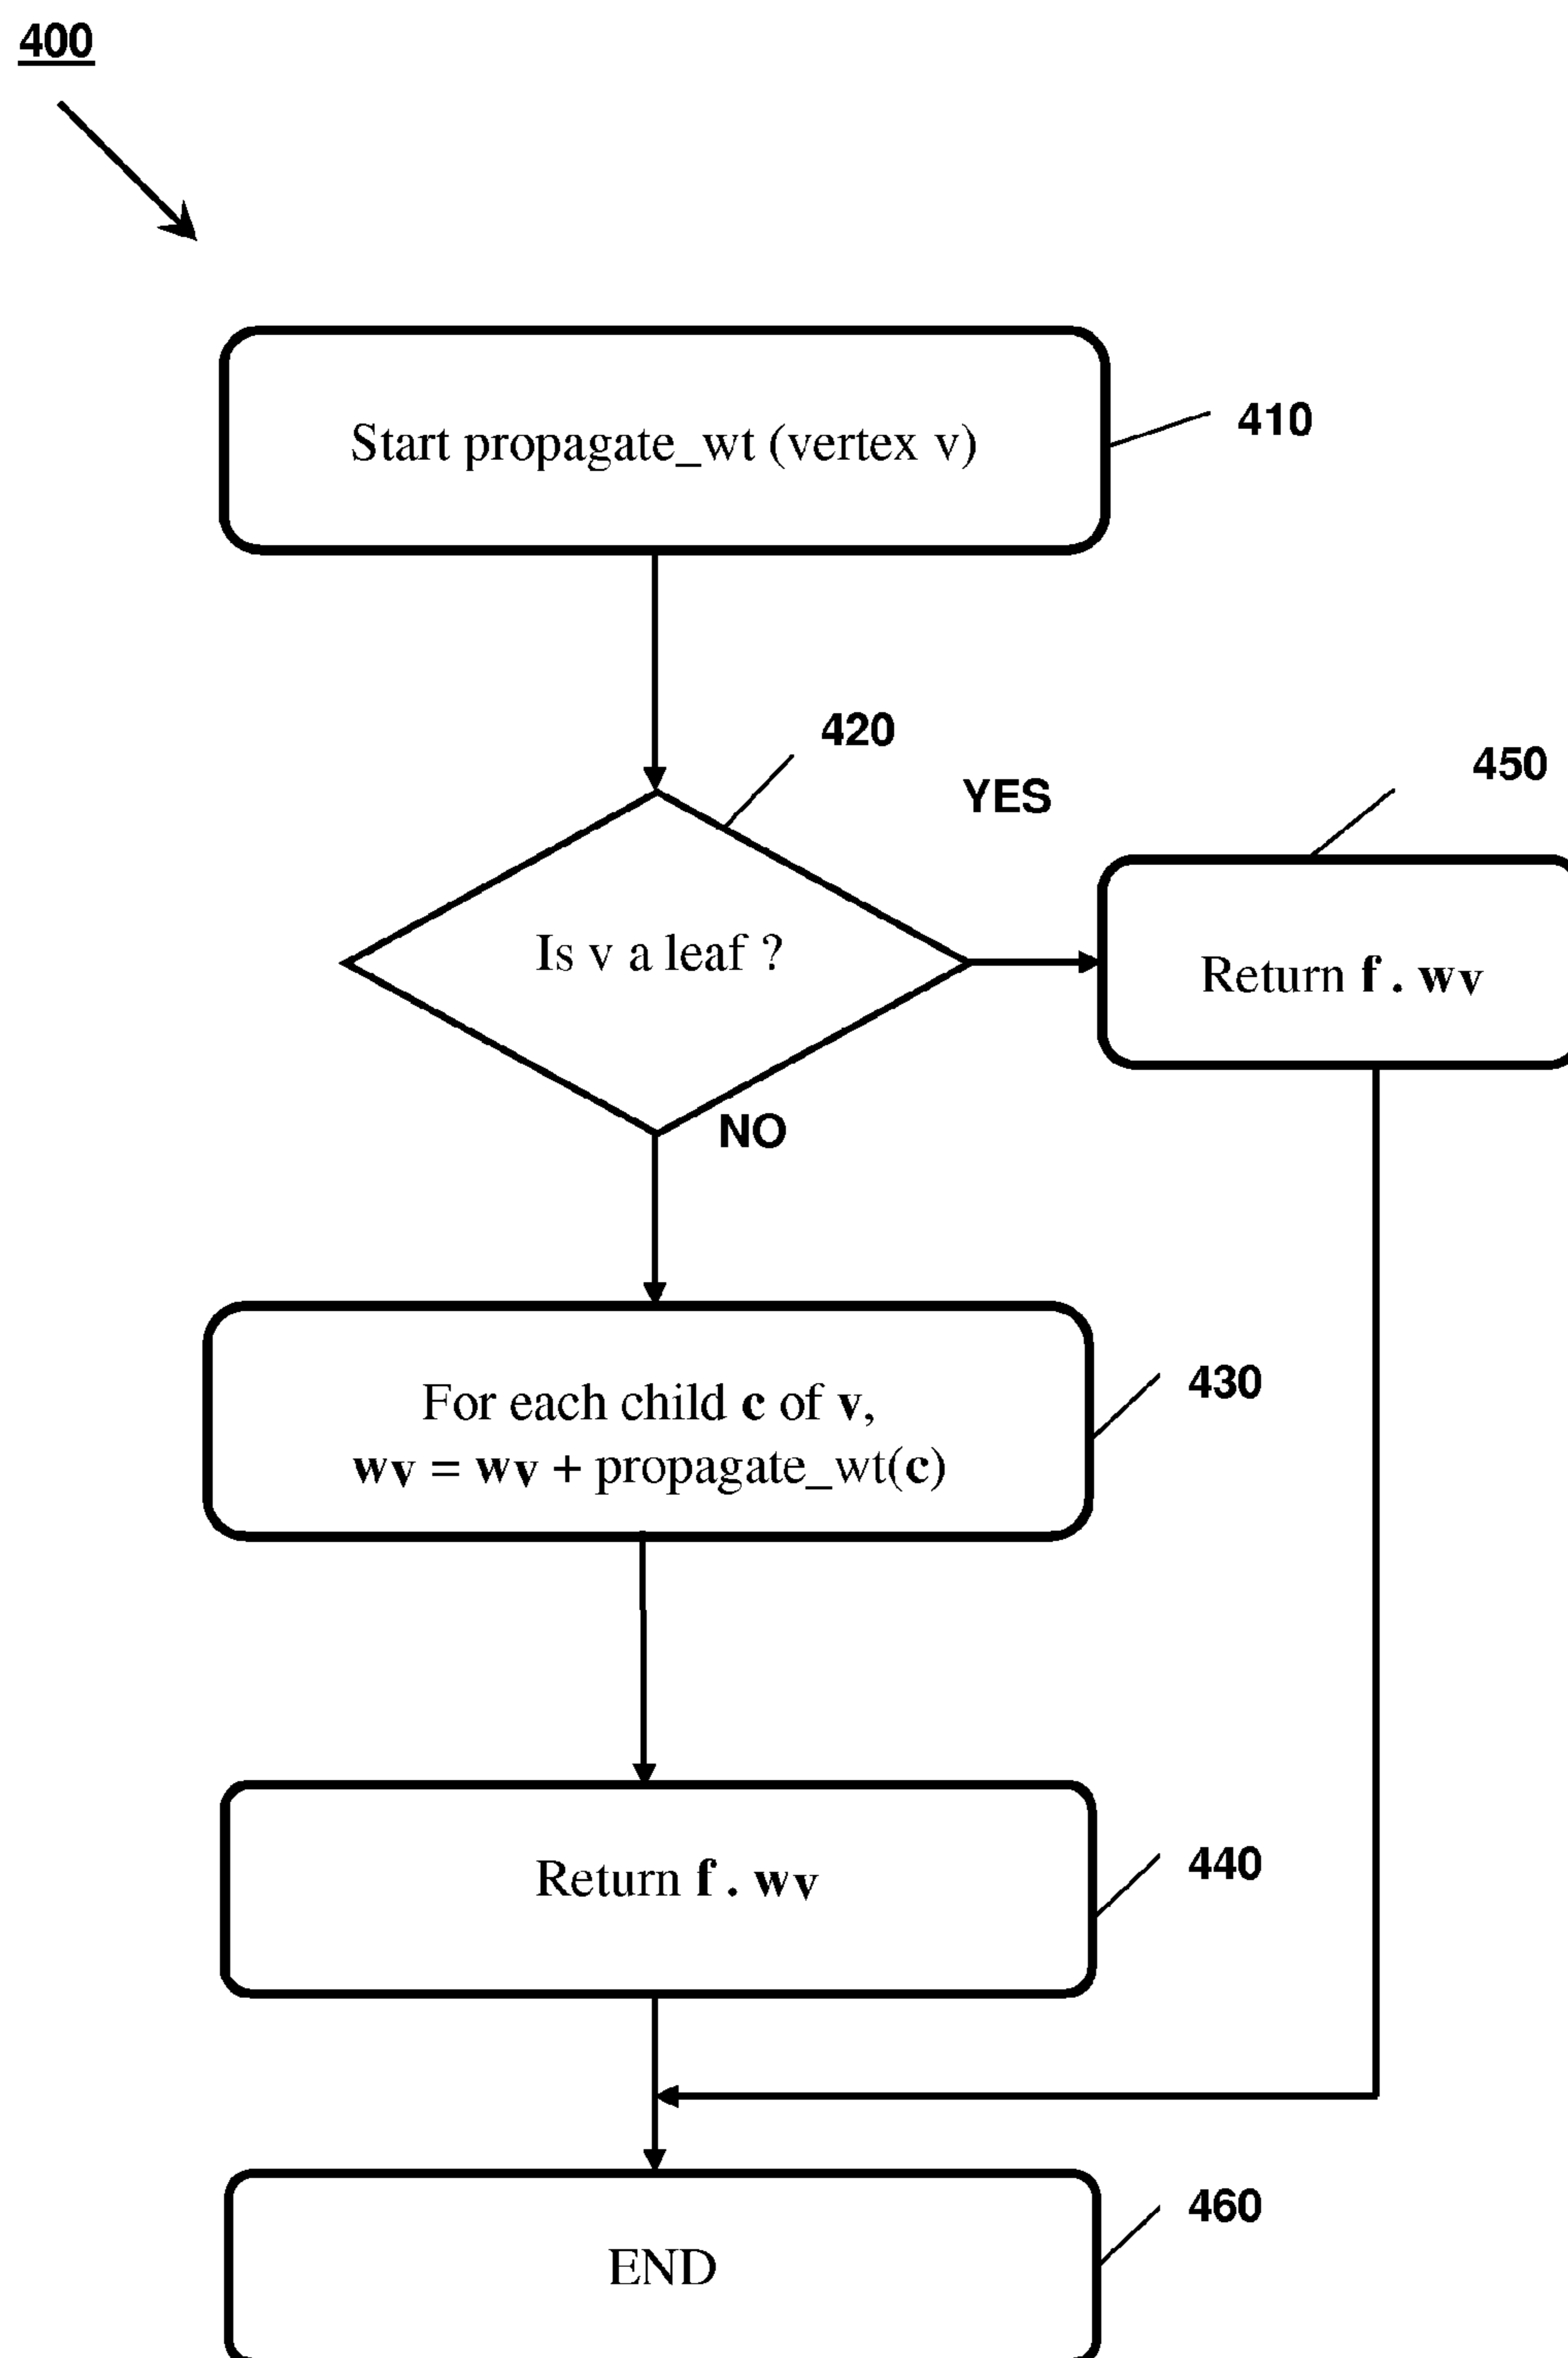 400
Start propagate_wt (vertex v)
410
420
YES
450
Is v a leaf ?
Return f . wv
NO
For each child c of v,
wv = wv + propagate_wt(c)
430
Return f . wv
440
END
460